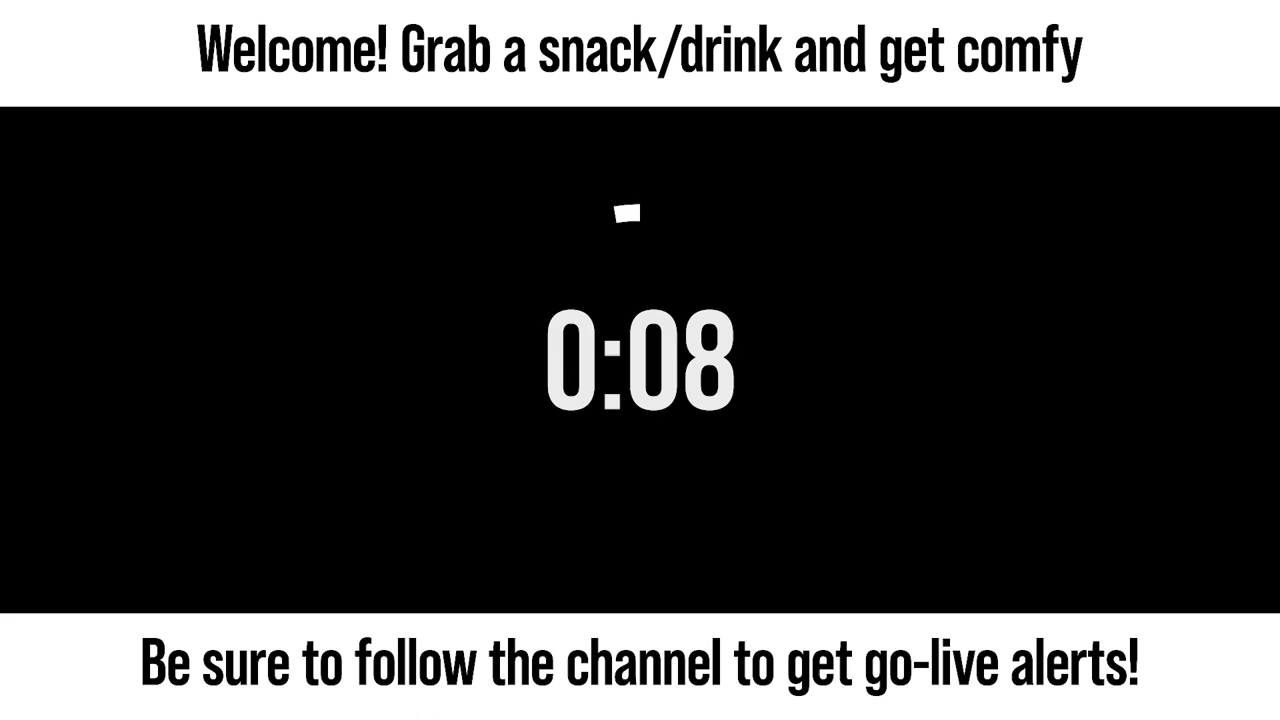 Welcome! Grab a snack/drink and get comfy
0:08
Be sure to follow the channel to get go-live alerts!